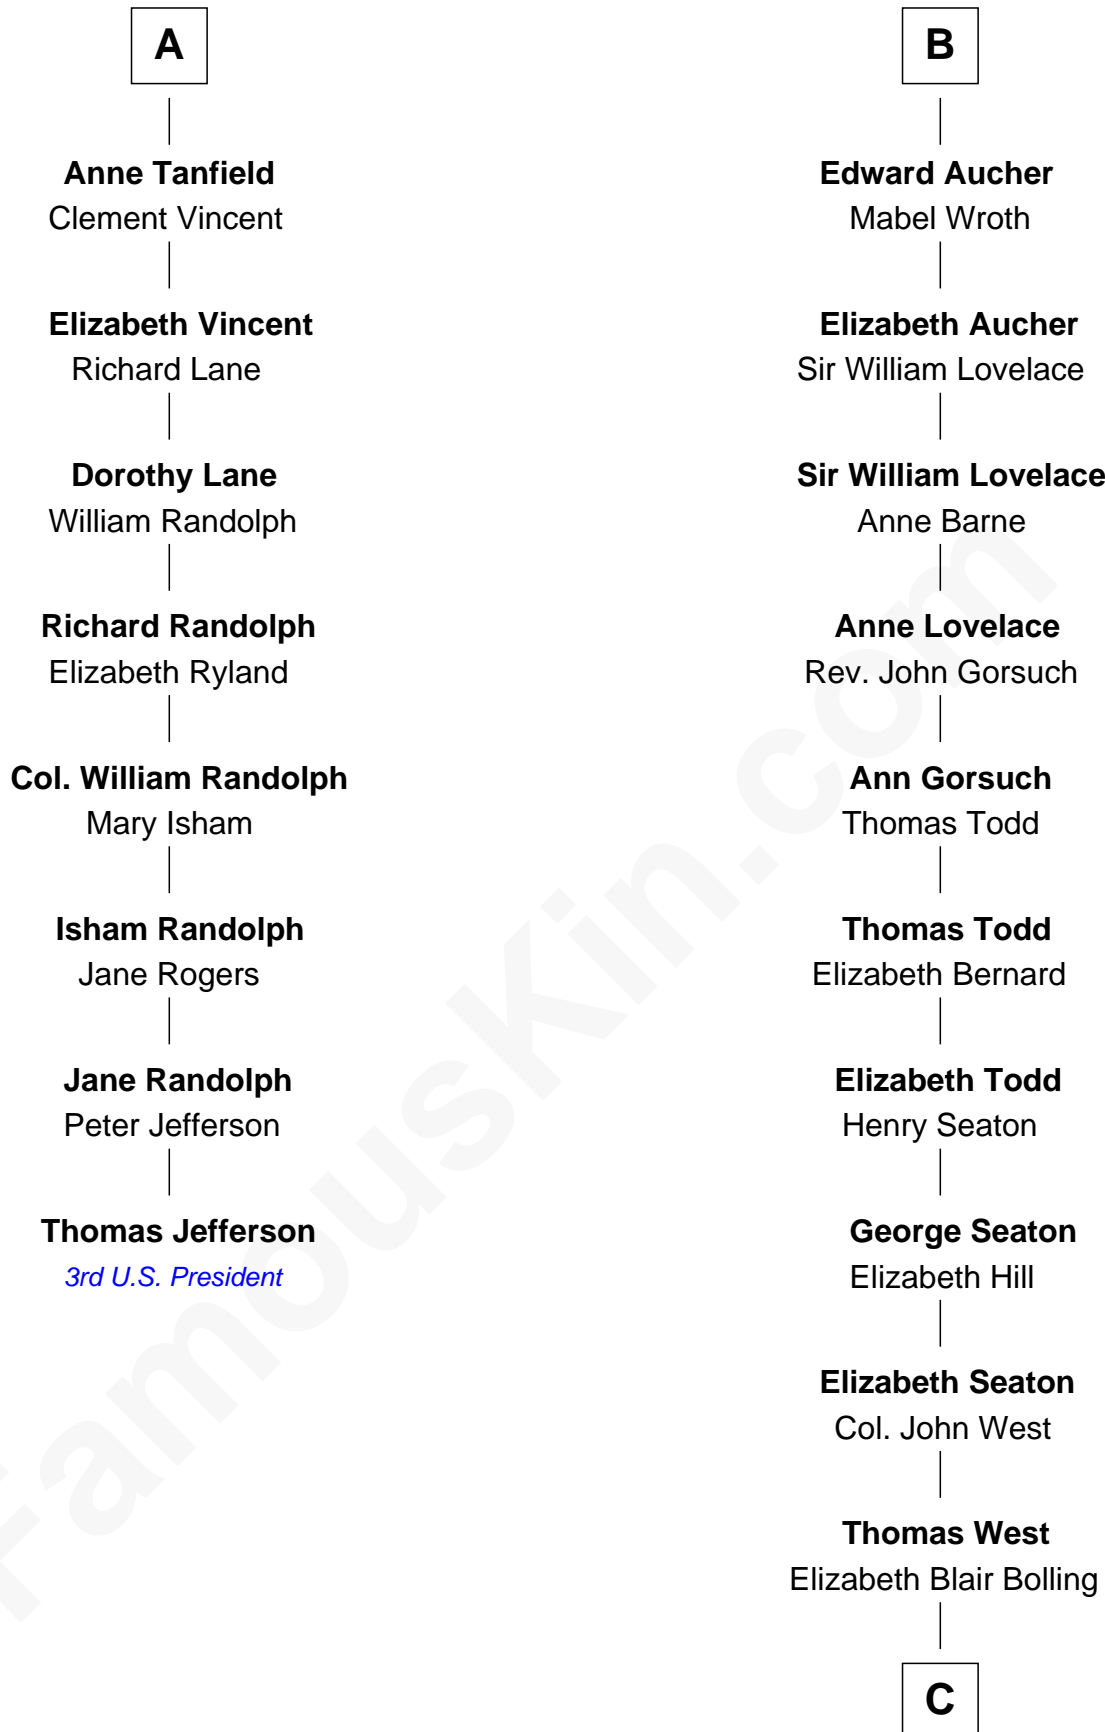 A
Anne Tanfield
Clement Vincent
Elizabeth Vincent
Richard Lane
Dorothy Lane
William Randolph
Richard Randolph
Elizabeth Ryland
Col. William Randolph
Mary Isham
Isham Randolph
Jane Rogers
Jane Randolph
Peter Jefferson
Thomas Jefferson
3rd U.S. President
B
Edward Aucher
Mabel Wroth
Elizabeth Aucher
Sir William Lovelace
Sir William Lovelace
Anne Barne
Anne Lovelace
Rev. John Gorsuch
Ann Gorsuch
Thomas Todd
Thomas Todd
Elizabeth Bernard
Elizabeth Todd
Henry Seaton
George Seaton
Elizabeth Hill
Elizabeth Seaton
Col. John West
Thomas West
Elizabeth Blair Bolling
C
FamousKin.com